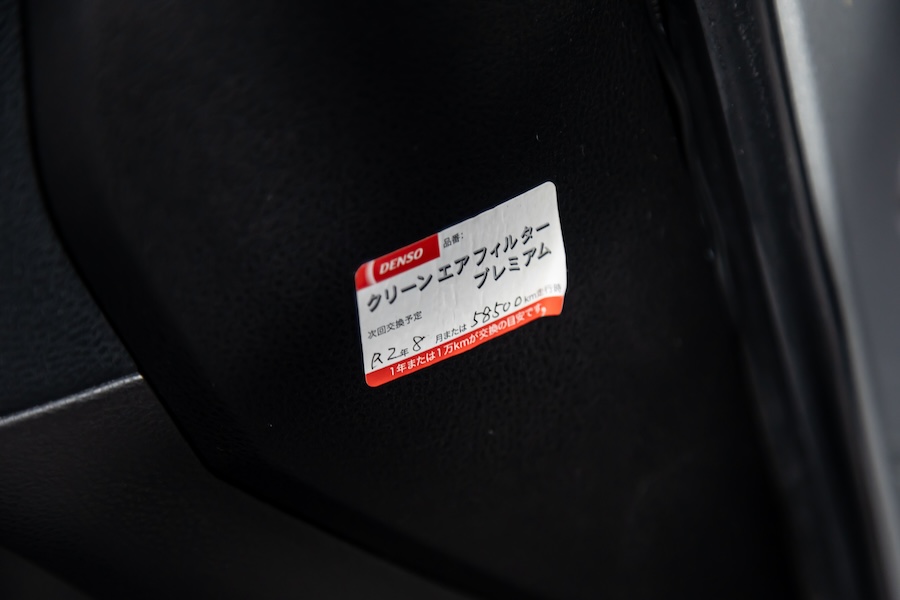 DENSO 品番:
クリーンエアフィルター
プレミアム
次回交換予定
R2年 8 月または 58500km走行時
1年または1万kmが交換の目安です。